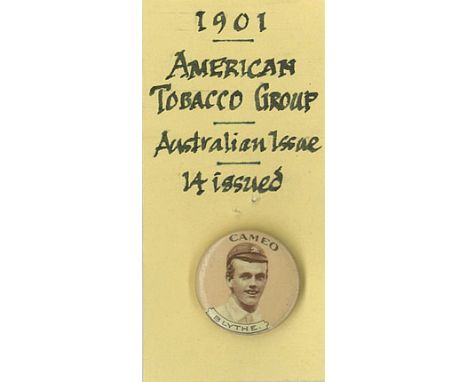 1901
AMERICAN
TOBACCO GROUP
Australian Issue
14 issued
CAMEO
BLYTHE.